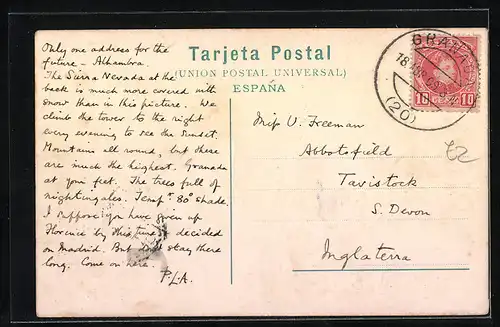 Only one address for the
future – Alhambra.
The Sierra Nevada at the
back is much more covered with
snow than in this picture. We
climb the tower to the right
every evening to see the sunset.
Mountains all round, but these
are much the highest. Granada
at your feet. The trees full of
nightingales. Tempr. 80° shade.
I suppose you have given up
Florence by this time & decided
on Madrid. But don't stay there
long. Come on here.
P.L.A.
Tarjeta Postal
(UNION POSTAL UNIVERSAL)
ESPAÑA
Miss V. Freeman
Abbotsfield
Tavistock
S. Devon
Inglaterra
GRANADA
18
(20)
10 10